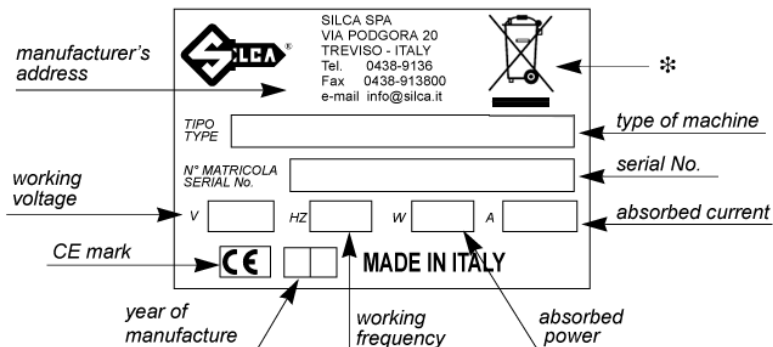 SILCA SPA
VIA PODGORA 20
TREVISO - ITALY
Tel. 0438-9136
Fax 0438-913800
e-mail info@silca.it
SILCA®
manufacturer's
address
*
TIPO
TYPE
type of machine
N° MATRICOLA
SERIAL No.
serial No.
working
voltage
V
HZ
W
A
absorbed current
CE mark
CE
MADE IN ITALY
year of
manufacture
working
frequency
absorbed
power